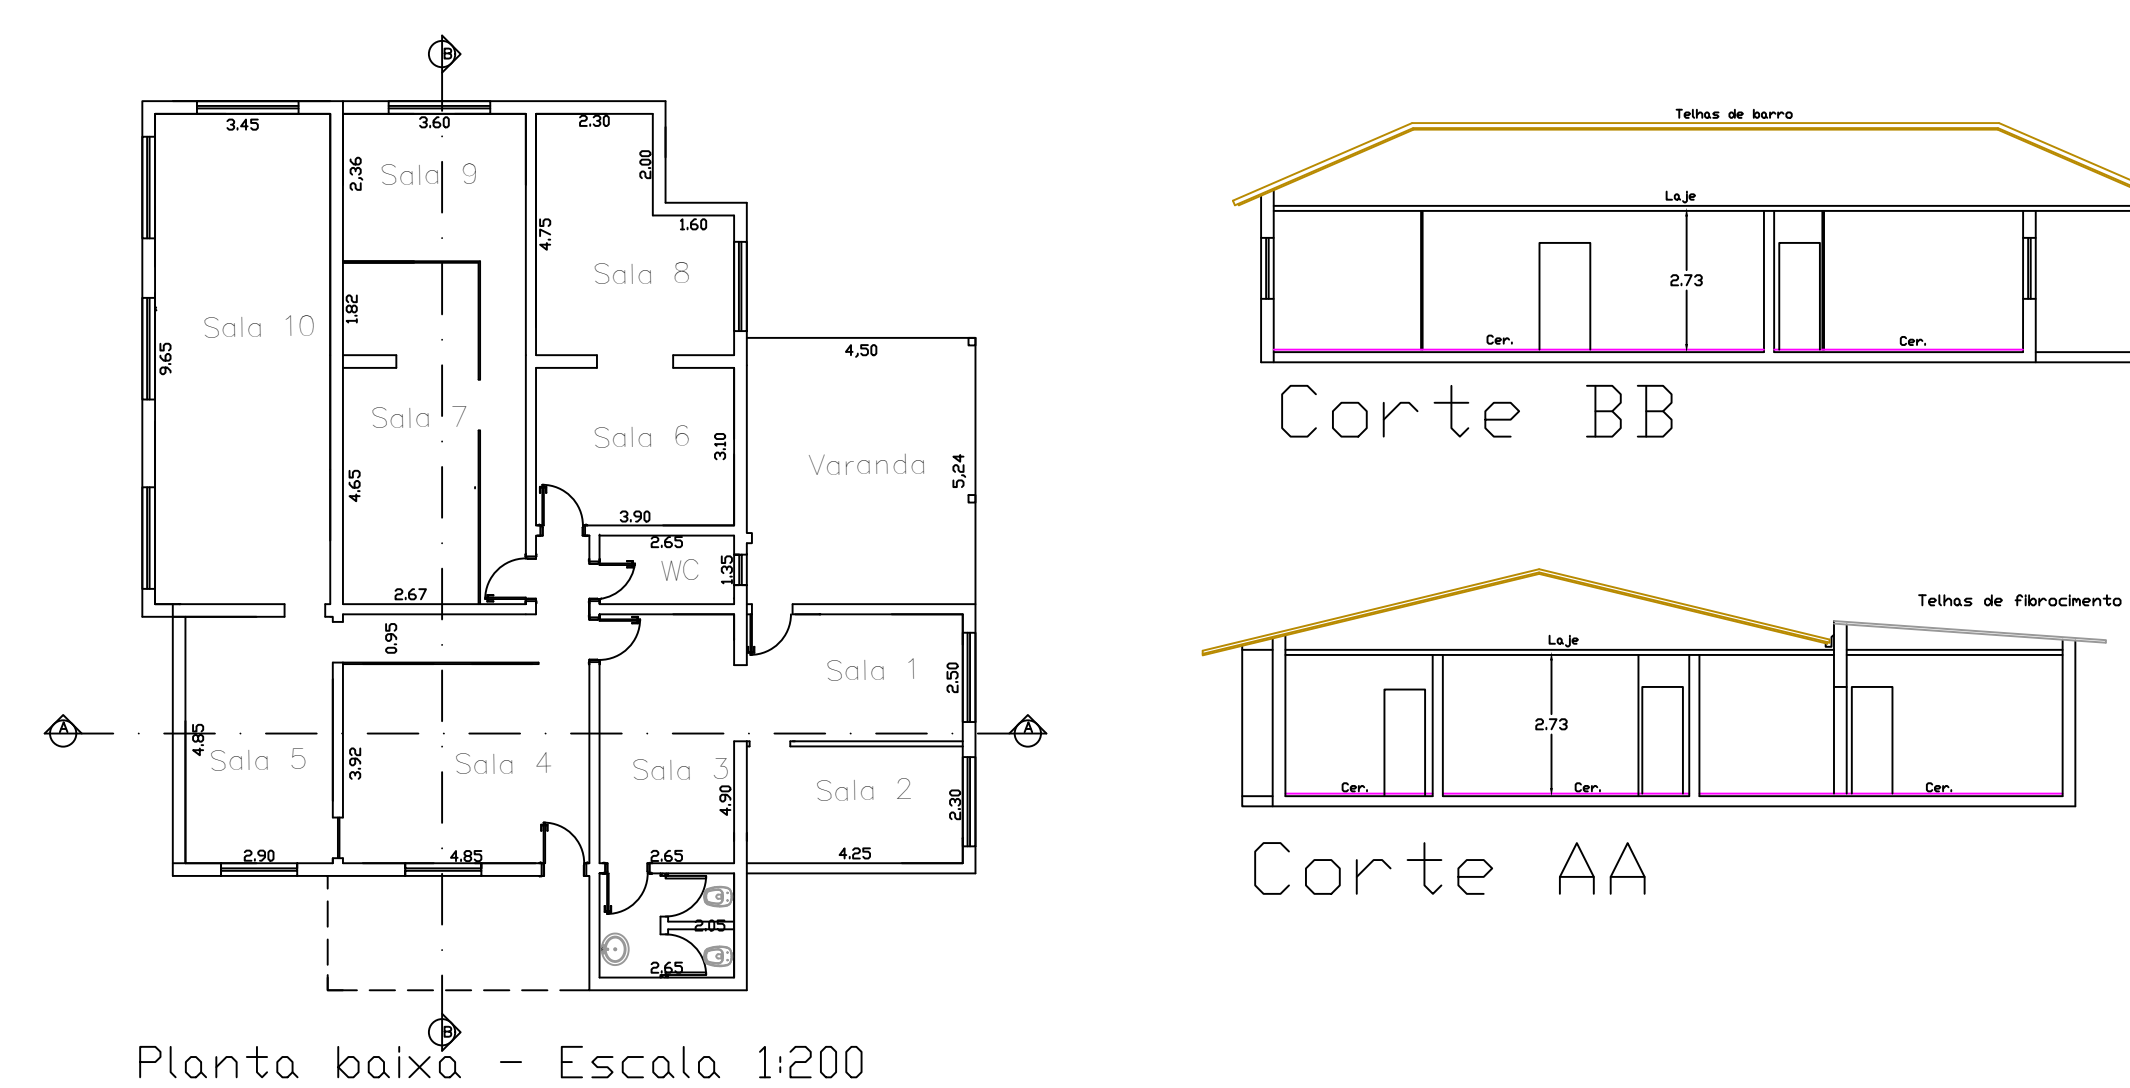 B
3.45
3.60
2.30
2,36
Sala 9
2.00
1.60
4.75
Sala 8
1.82
Sala 10
9.65
4,50
Sala 7
Sala 6
3.10
Varanda
5,24
4.65
3.90
2.65
WC
1.35
2.67
0.95
Sala 1
2.50
A
A
4.85
Sala 5
3.92
Sala 4
Sala 3
4.90
Sala 2
2.30
2.90
4.85
2.65
4.25
2.05
2,65
B
Planta baixa - Escala 1:200
Telhas de barro
Laje
2.73
Cer.
Cer.
Corte BB
Telhas de fibrocimento
Laje
2.73
Cer.
Cer.
Cer.
Corte AA